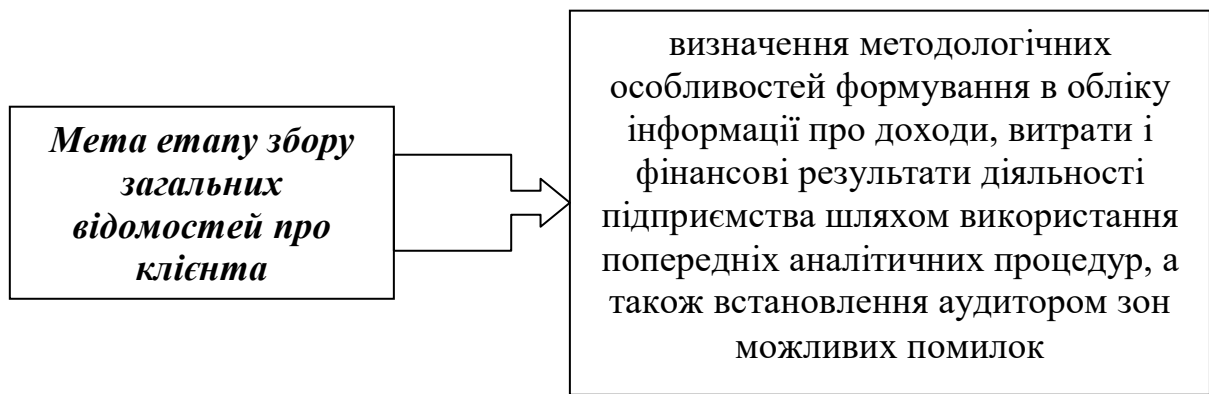 Мета етапу збору
загальних
відомостей про
клієнта
визначення методологічних
особливостей формування в обліку
інформації про доходи, витрати і
фінансові результати діяльності
підприємства шляхом використання
попередніх аналітичних процедур, а
також встановлення аудитором зон
можливих помилок